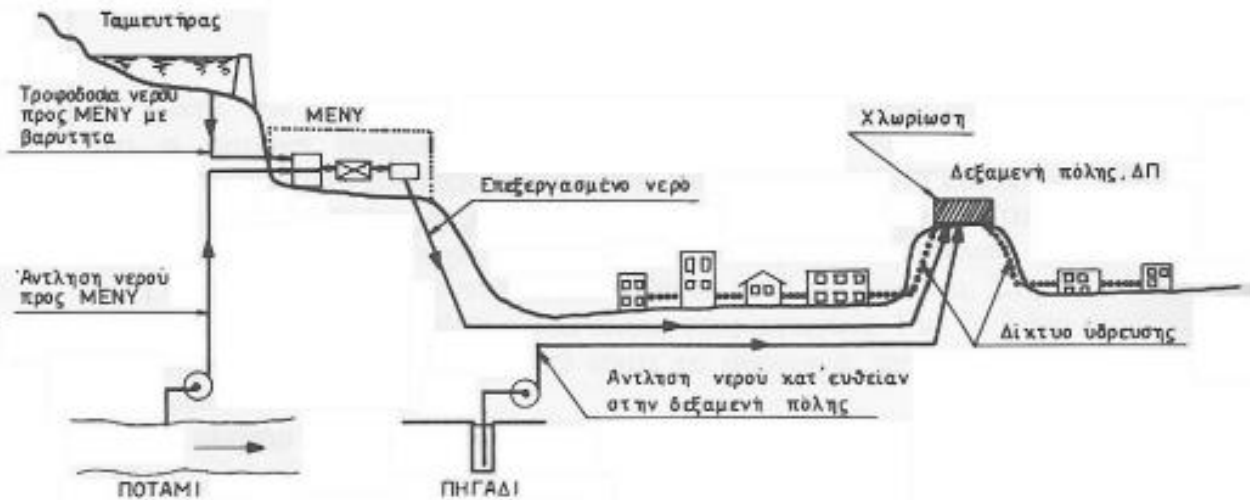 Ταμιευτήρας
Τροφοδοσία νερού
προς ΜΕΝΥ με
βαρυτητα
ΜΕΝΥ
Επεξεργασμένο νερό
Χλωρίωση
Δεξαμενή πόλης, ΔΠ
Άντληση νερού
προς ΜΕΝΥ
Δίκτυο ύδρευσης
Αντληση νερού κατ'ευθείαν
στην δεξαμενή πόλης
ΠΟΤΑΜΙ
ΠΗΓΑΔΙ